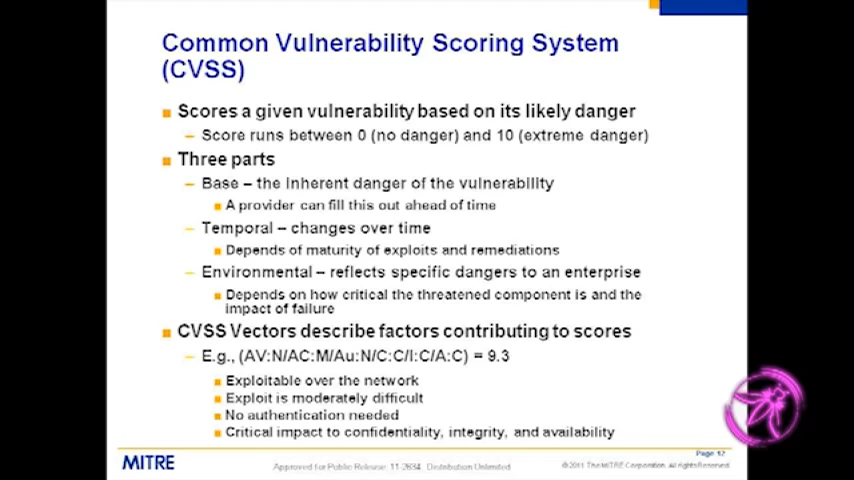 Common Vulnerability Scoring System
(CVSS)
Scores a given vulnerability based on its likely danger
– Score runs between 0 (no danger) and 10 (extreme danger)
Three parts
– Base – the inherent danger of the vulnerability
A provider can fill this out ahead of time
– Temporal – changes over time
Depends of maturity of exploits and remediations
– Environmental – reflects specific dangers to an enterprise
Depends on how critical the threatened component is and the
impact of failure
CVSS Vectors describe factors contributing to scores
– E.g., (AV:N/AC:M/Au:N/C:C/I:C/A:C) = 9.3
Exploitable over the network
Exploit is moderately difficult
No authentication needed
Critical impact to confidentiality, integrity, and availability
Page 12
MITRE
Approved for Public Release: 11-2834. Distribution Unlimited
© 2011 The MITRE Corporation. All rights Reserved